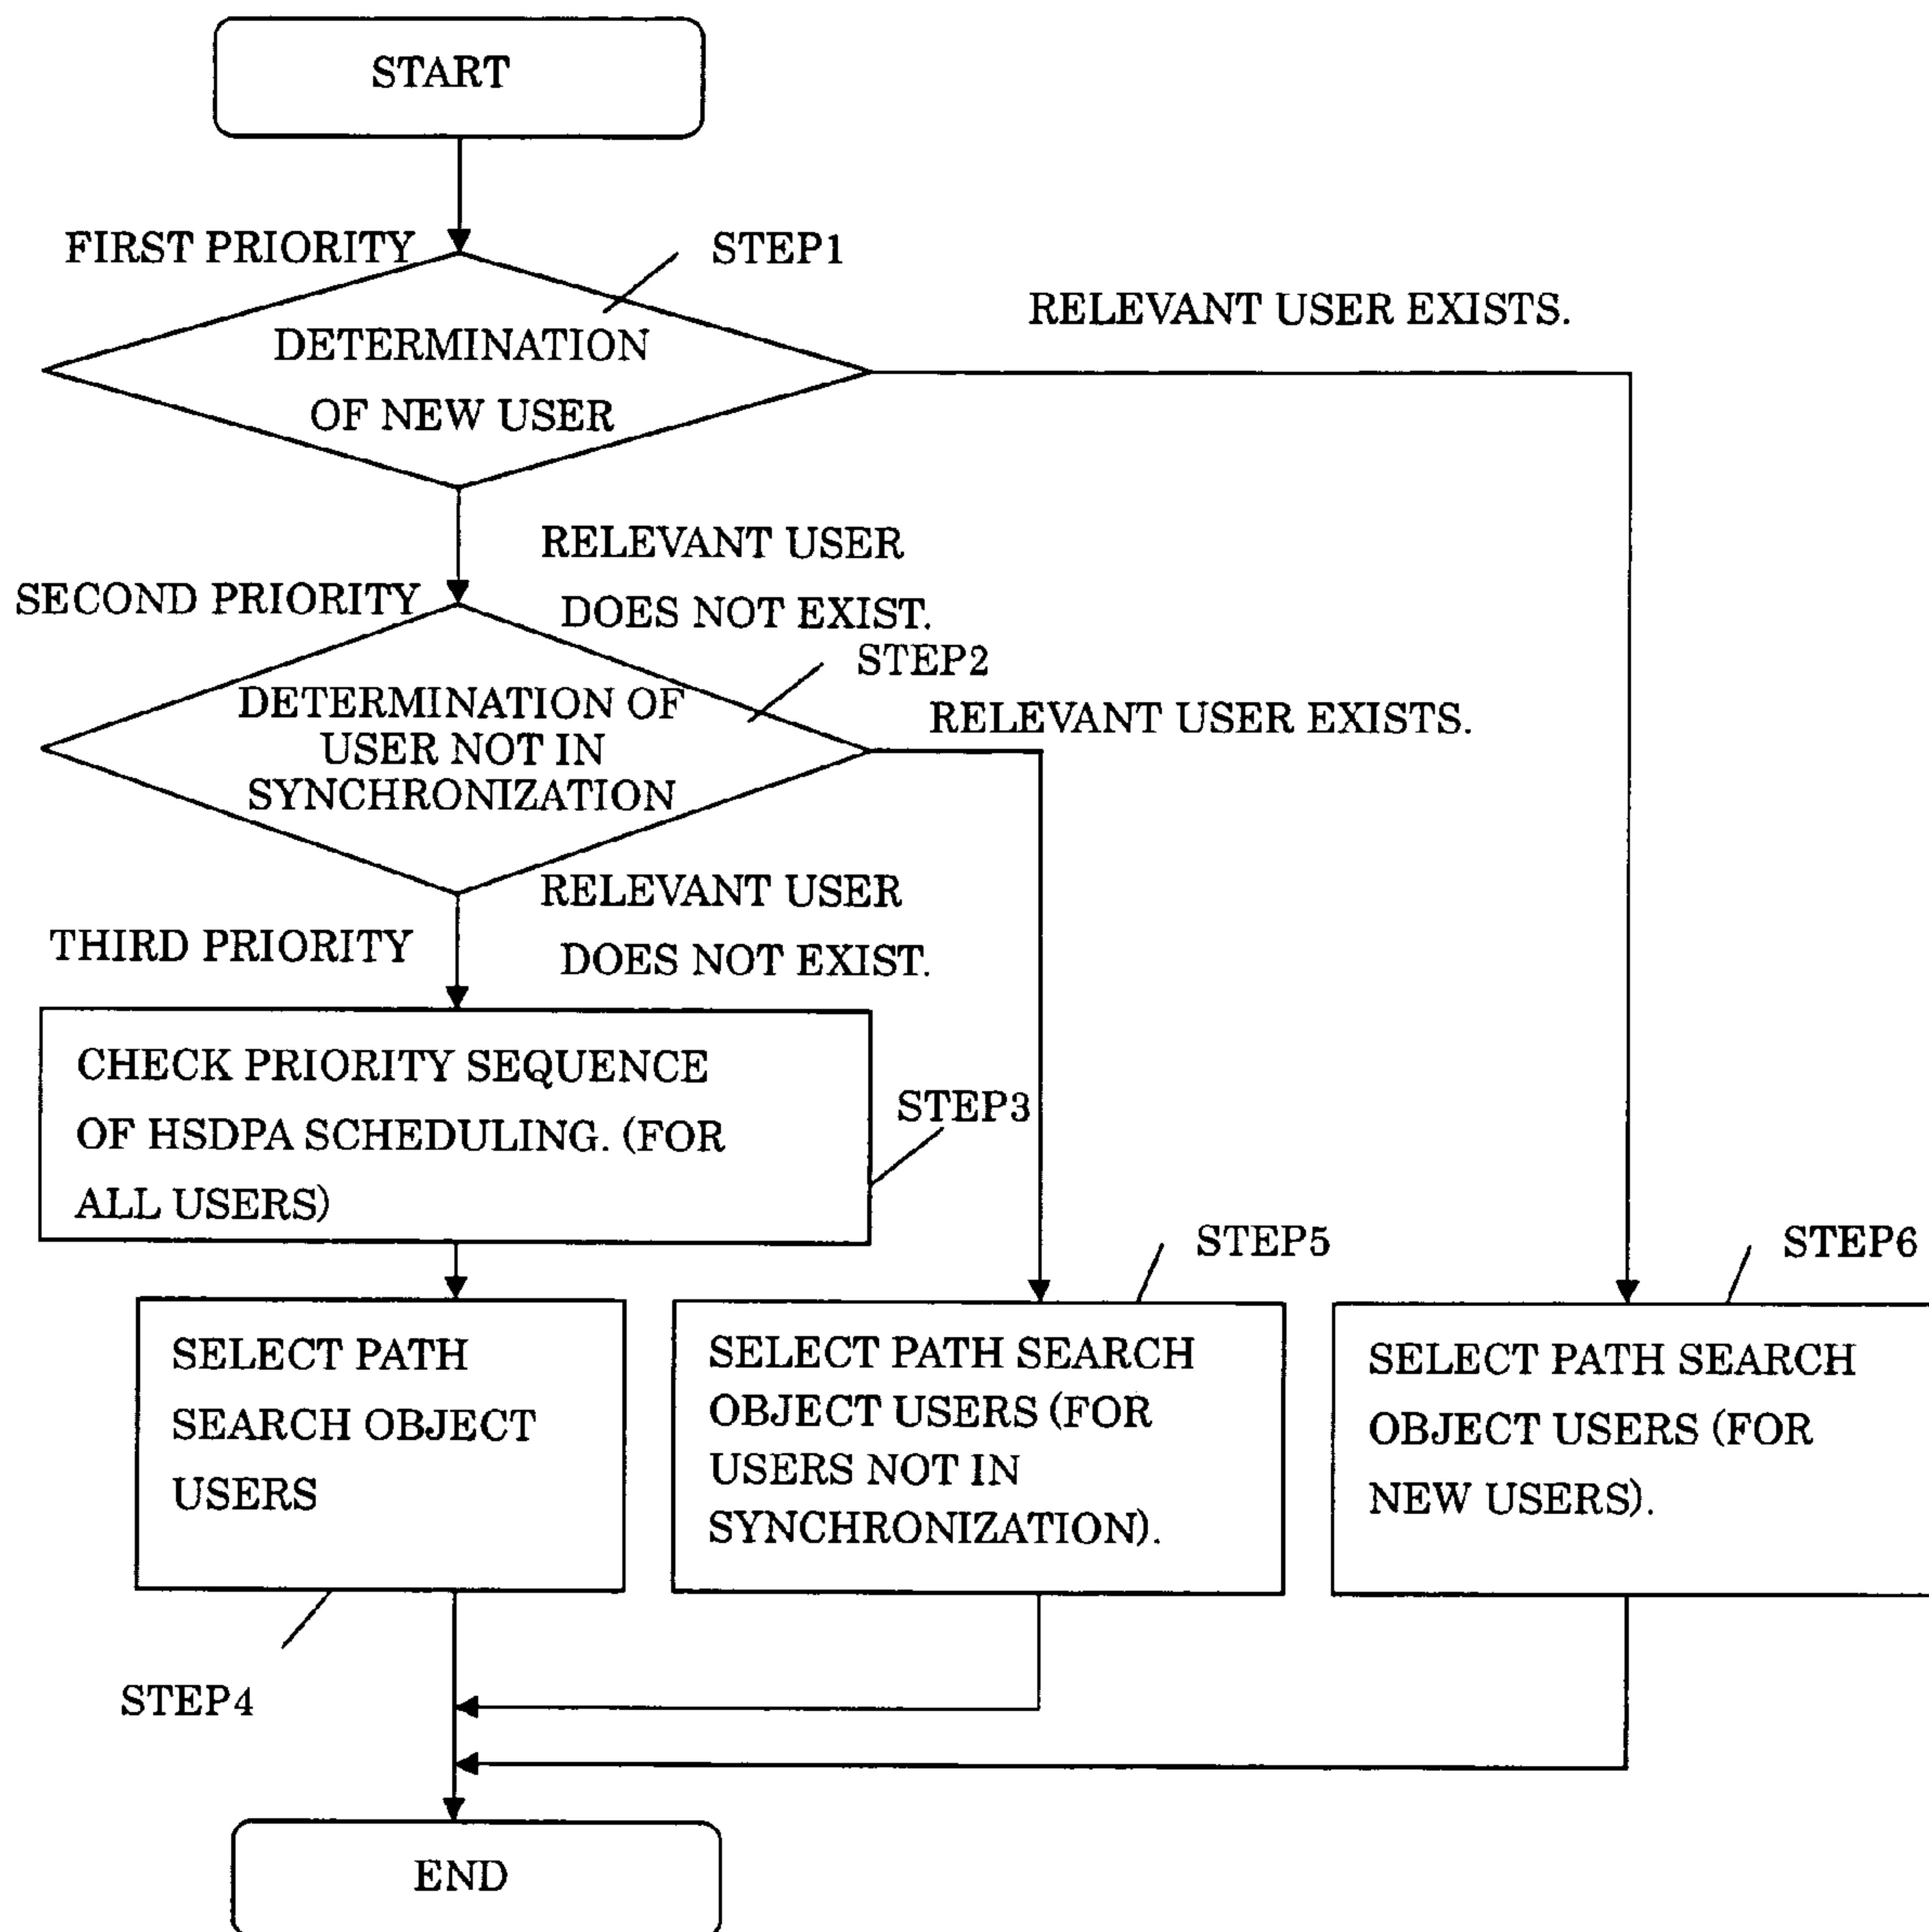 START
FIRST PRIORITY
STEP1
RELEVANT USER EXISTS.
DETERMINATION
OF NEW USER
RELEVANT USER
DOES NOT EXIST.
SECOND PRIORITY
STEP2
DETERMINATION OF
USER NOT IN
SYNCHRONIZATION
RELEVANT USER EXISTS.
RELEVANT USER
DOES NOT EXIST.
THIRD PRIORITY
CHECK PRIORITY SEQUENCE
OF HSDPA SCHEDULING. (FOR
ALL USERS)
STEP3
STEP5
STEP6
SELECT PATH
SEARCH OBJECT
USERS
SELECT PATH SEARCH
OBJECT USERS (FOR
USERS NOT IN
SYNCHRONIZATION).
SELECT PATH SEARCH
OBJECT USERS (FOR
NEW USERS).
STEP4
END